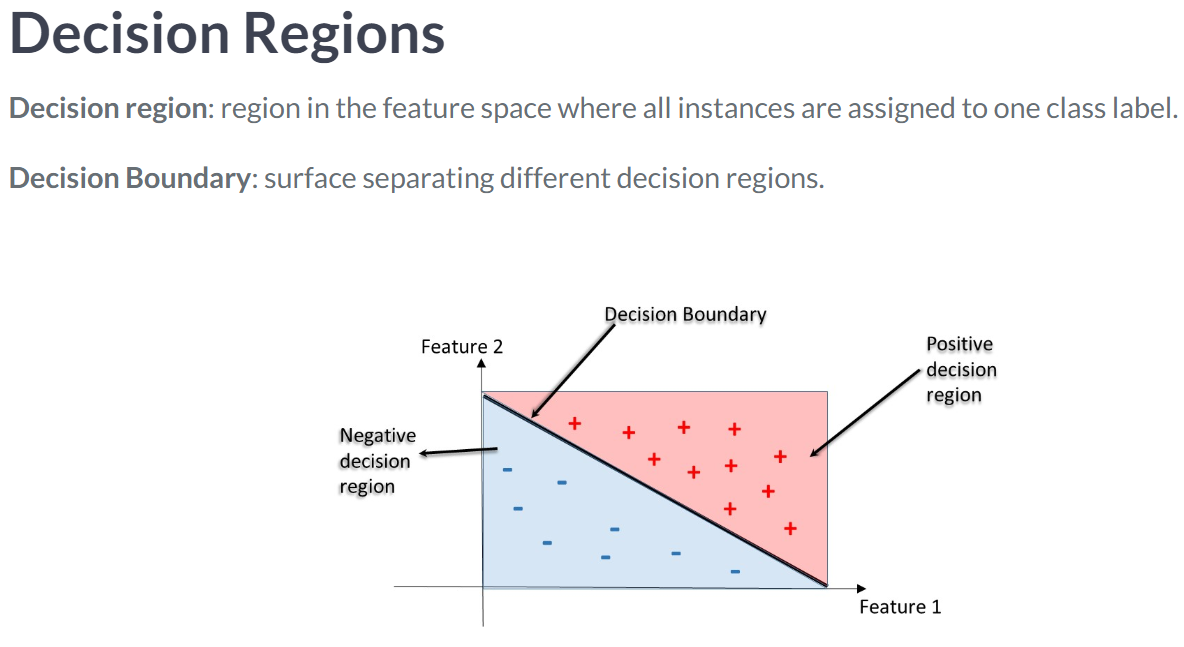 Decision Regions
Decision region: region in the feature space where all instances are assigned to one class label.
Decision Boundary: surface separating different decision regions.
Decision Boundary
Feature 2
Positive
decision
region
Negative
decision
region
Feature 1